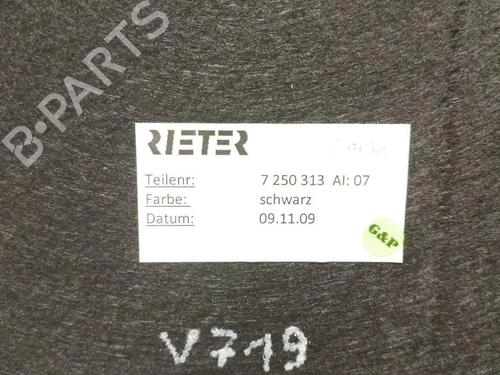 B-PARTS
RIETER
Teilenr: 7 250 313 AI: 07
Farbe: schwarz
Datum: 09.11.09
G&P
V719